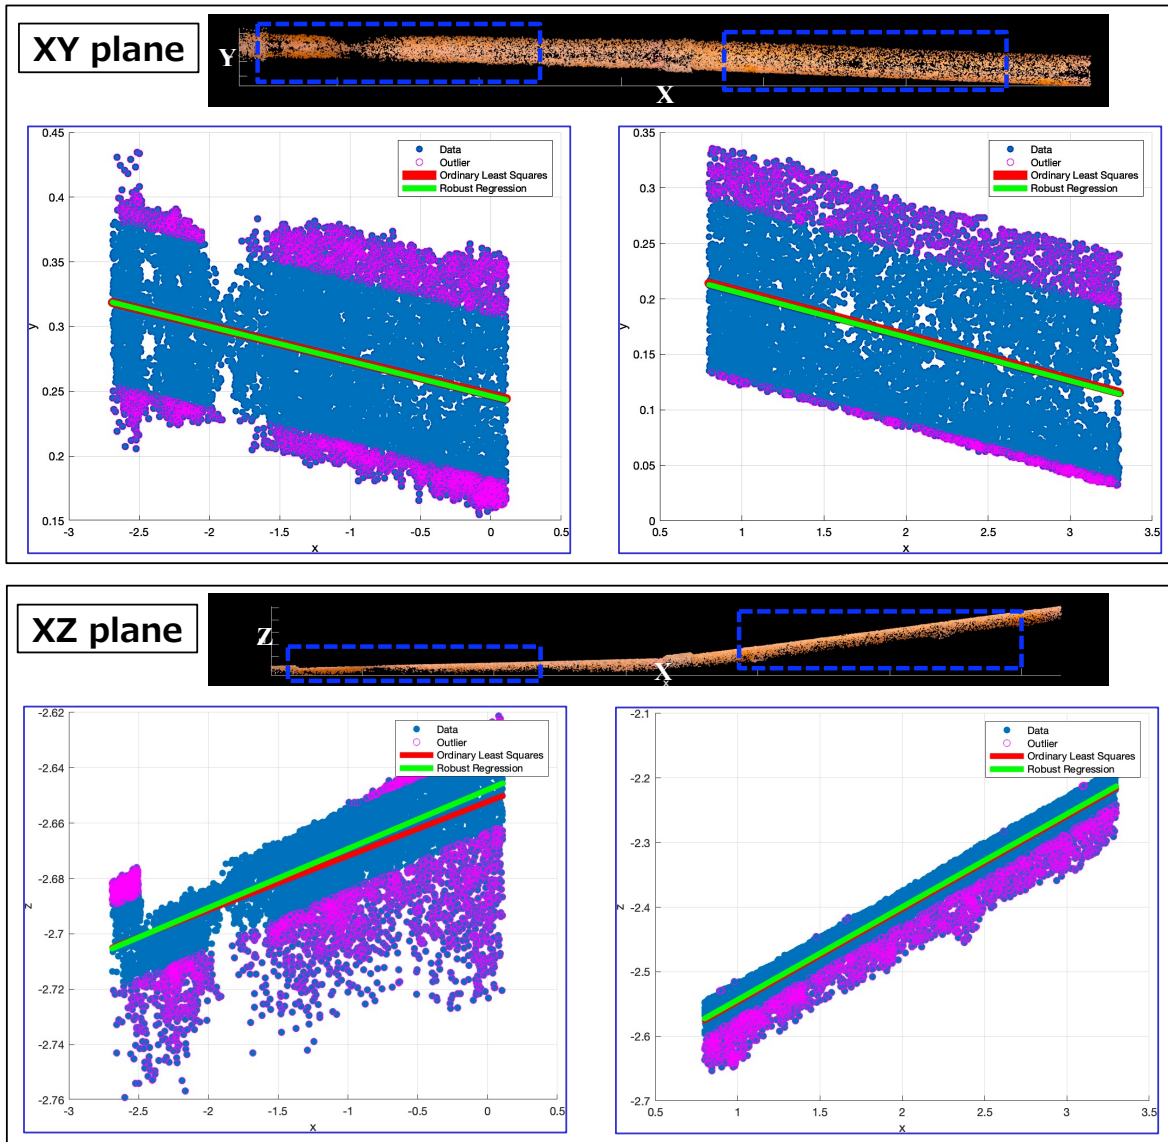 XY plane
Y
X
0.45
0.4
0.35
0.3
0.25
0.2
0.15
y
-3
-2.5
-2
-1.5
-1
-0.5
0
0.5
x
Data
Outlier
Ordinary Least Squares
Robust Regression
0.35
0.3
0.25
0.2
0.15
0.1
0.05
0
y
0.5
1
1.5
2
2.5
3
3.5
x
Data
Outlier
Ordinary Least Squares
Robust Regression
XZ plane
Z
X
x
-2.62
-2.64
-2.66
-2.68
-2.7
-2.72
-2.74
-2.76
z
-3
-2.5
-2
-1.5
-1
-0.5
0
0.5
x
Data
Outlier
Ordinary Least Squares
Robust Regression
-2.1
-2.2
-2.3
-2.4
-2.5
-2.6
-2.7
z
0.5
1
1.5
2
2.5
3
3.5
x
Data
Outlier
Ordinary Least Squares
Robust Regression